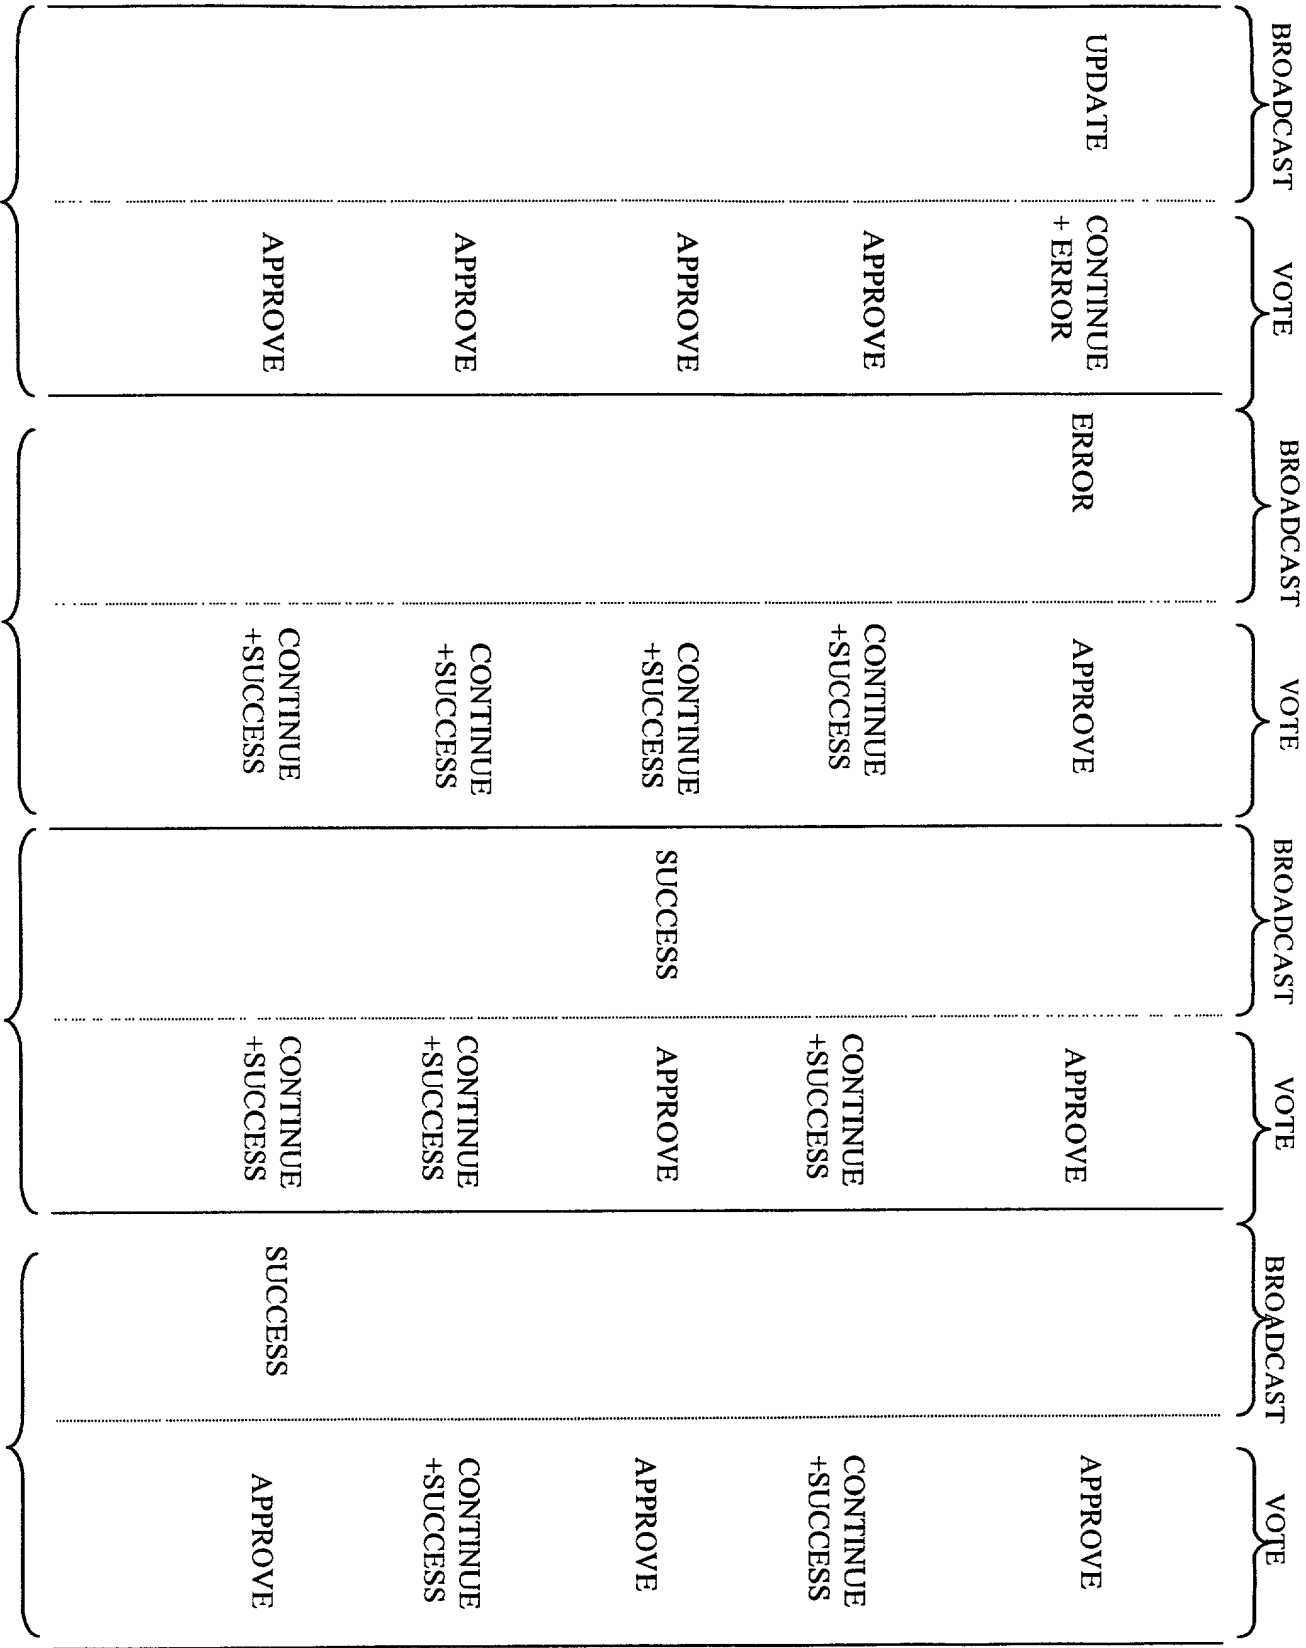 BROADCAST
VOTE
BROADCAST
VOTE
BROADCAST
VOTE
BROADCAST
VOTE
UPDATE
CONTINUE
+ ERROR
ERROR
APPROVE
APPROVE
APPROVE
APPROVE
CONTINUE
+SUCCESS
CONTINUE
+SUCCESS
CONTINUE
+SUCCESS
APPROVE
CONTINUE
+SUCCESS
SUCCESS
APPROVE
APPROVE
APPROVE
CONTINUE
+SUCCESS
CONTINUE
+SUCCESS
CONTINUE
+SUCCESS
APPROVE
CONTINUE
+SUCCESS
CONTINUE
+SUCCESS
SUCCESS
APPROVE